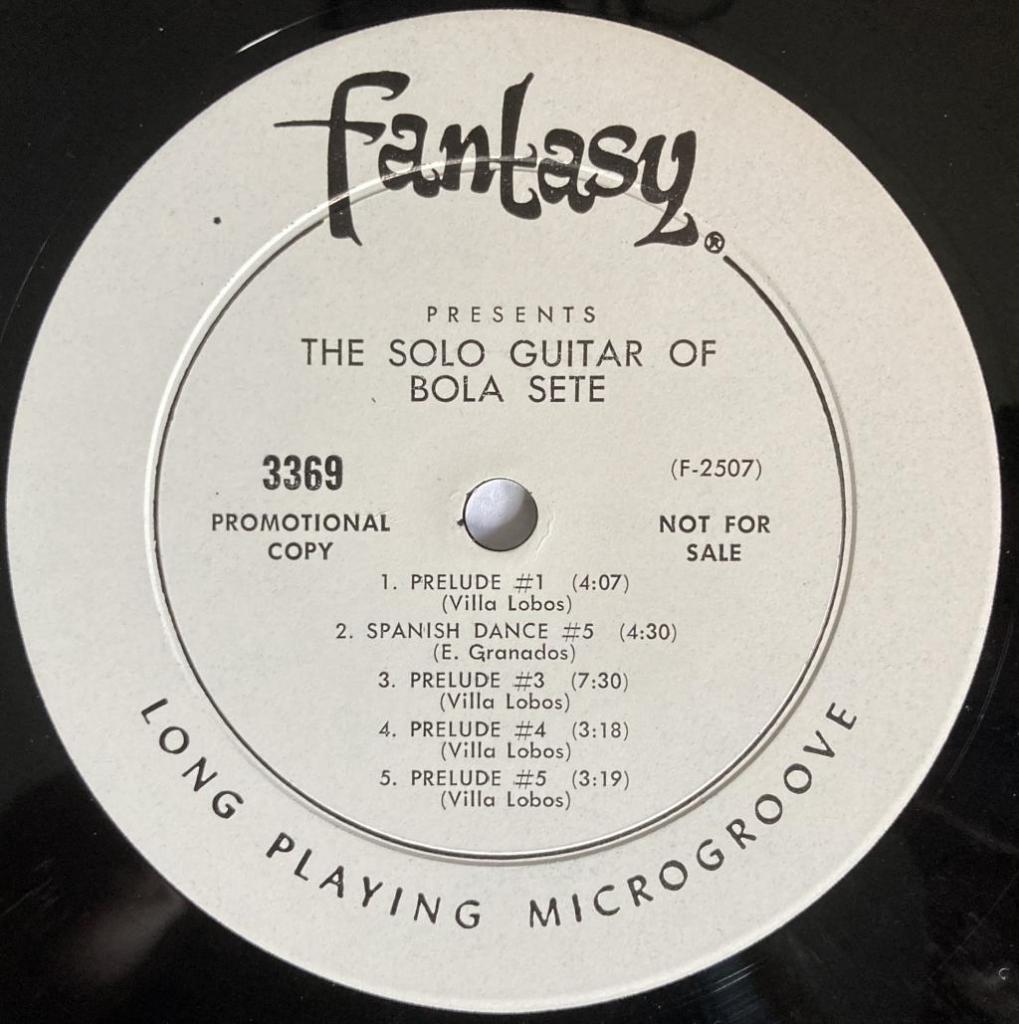 fantasy®
PRESENTS
THE SOLO GUITAR OF
BOLA SETE
3369
(F-2507)
PROMOTIONAL
COPY
NOT FOR
SALE
1. PRELUDE #1 (4:07)
(Villa Lobos)
2. SPANISH DANCE #5 (4:30)
(E. Granados)
3. PRELUDE #3 (7:30)
(Villa Lobos)
4. PRELUDE #4 (3:18)
(Villa Lobos)
5. PRELUDE #5 (3:19)
(Villa Lobos)
LONG PLAYING MICROGROOVE